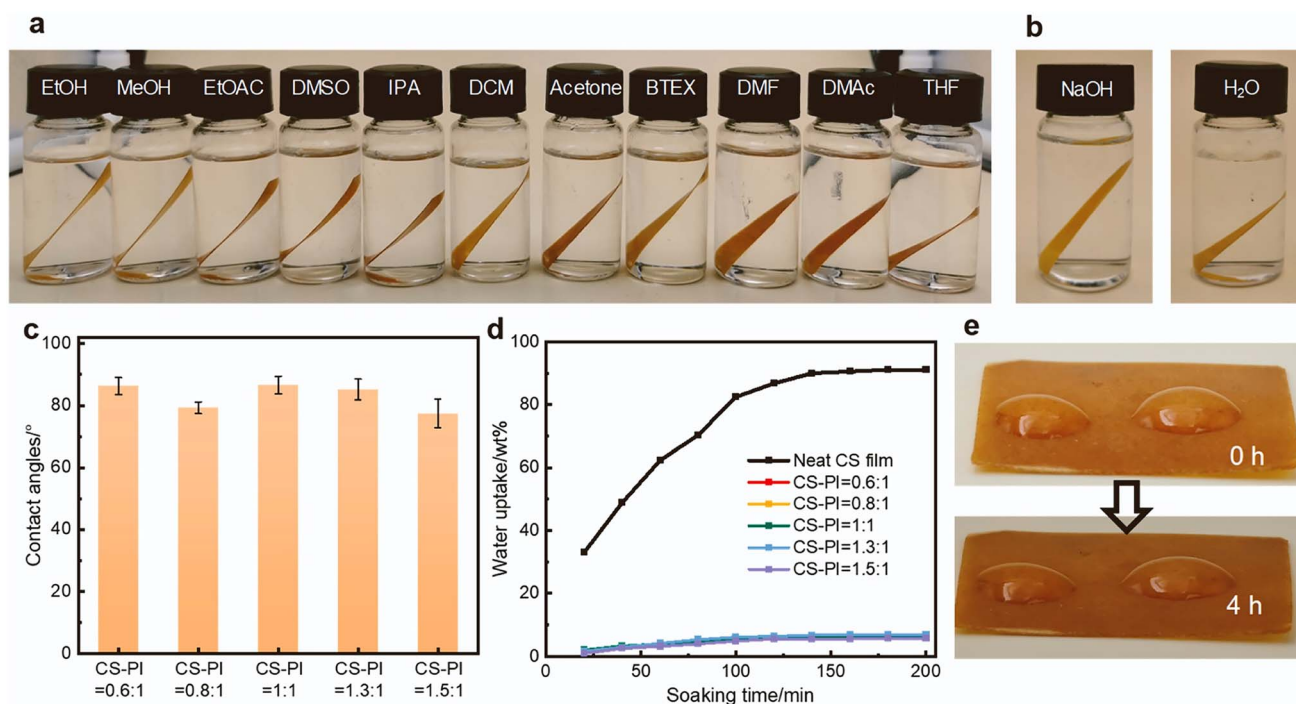 a
EtOH MeOH EtOAC DMSO IPA DCM Acetone BTEX DMF DMAc THF
b
NaOH H₂O
c
100
80
60
40
20
0
Contact angles/°
CS-PI CS-PI CS-PI CS-PI CS-PI
=0.6:1 =0.8:1 =1:1 =1.3:1 =1.5:1
d
100
80
60
40
20
0
Water uptake/wt%
Neat CS film
CS-PI=0.6:1
CS-PI=0.8:1
CS-PI=1:1
CS-PI=1.3:1
CS-PI=1.5:1
0 50 100 150 200
Soaking time/min
e
0 h
4 h